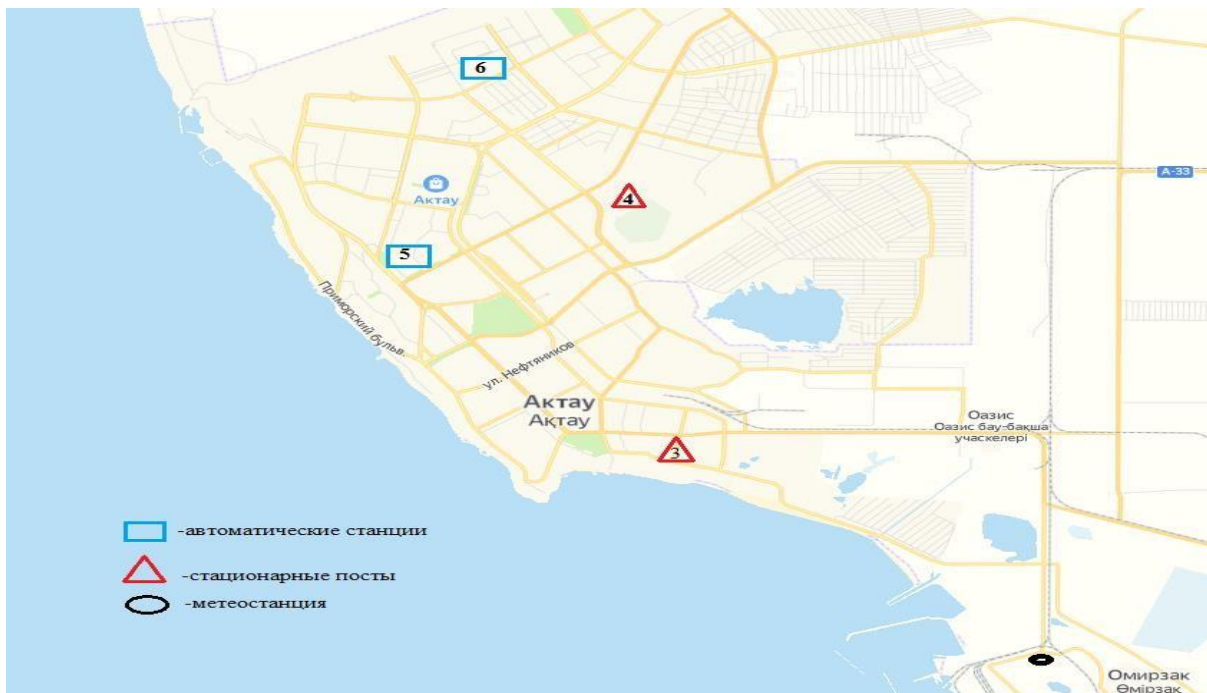 6
4
А-33
Актау
5
Приморский бульв.
ул. Нефтяников
Актау
Ақтау
Оазис
Оазис бау-бақша
учаскелері
3
-автоматические станции
-стационарные посты
-метеостанция
Омирзак
Өмірзақ